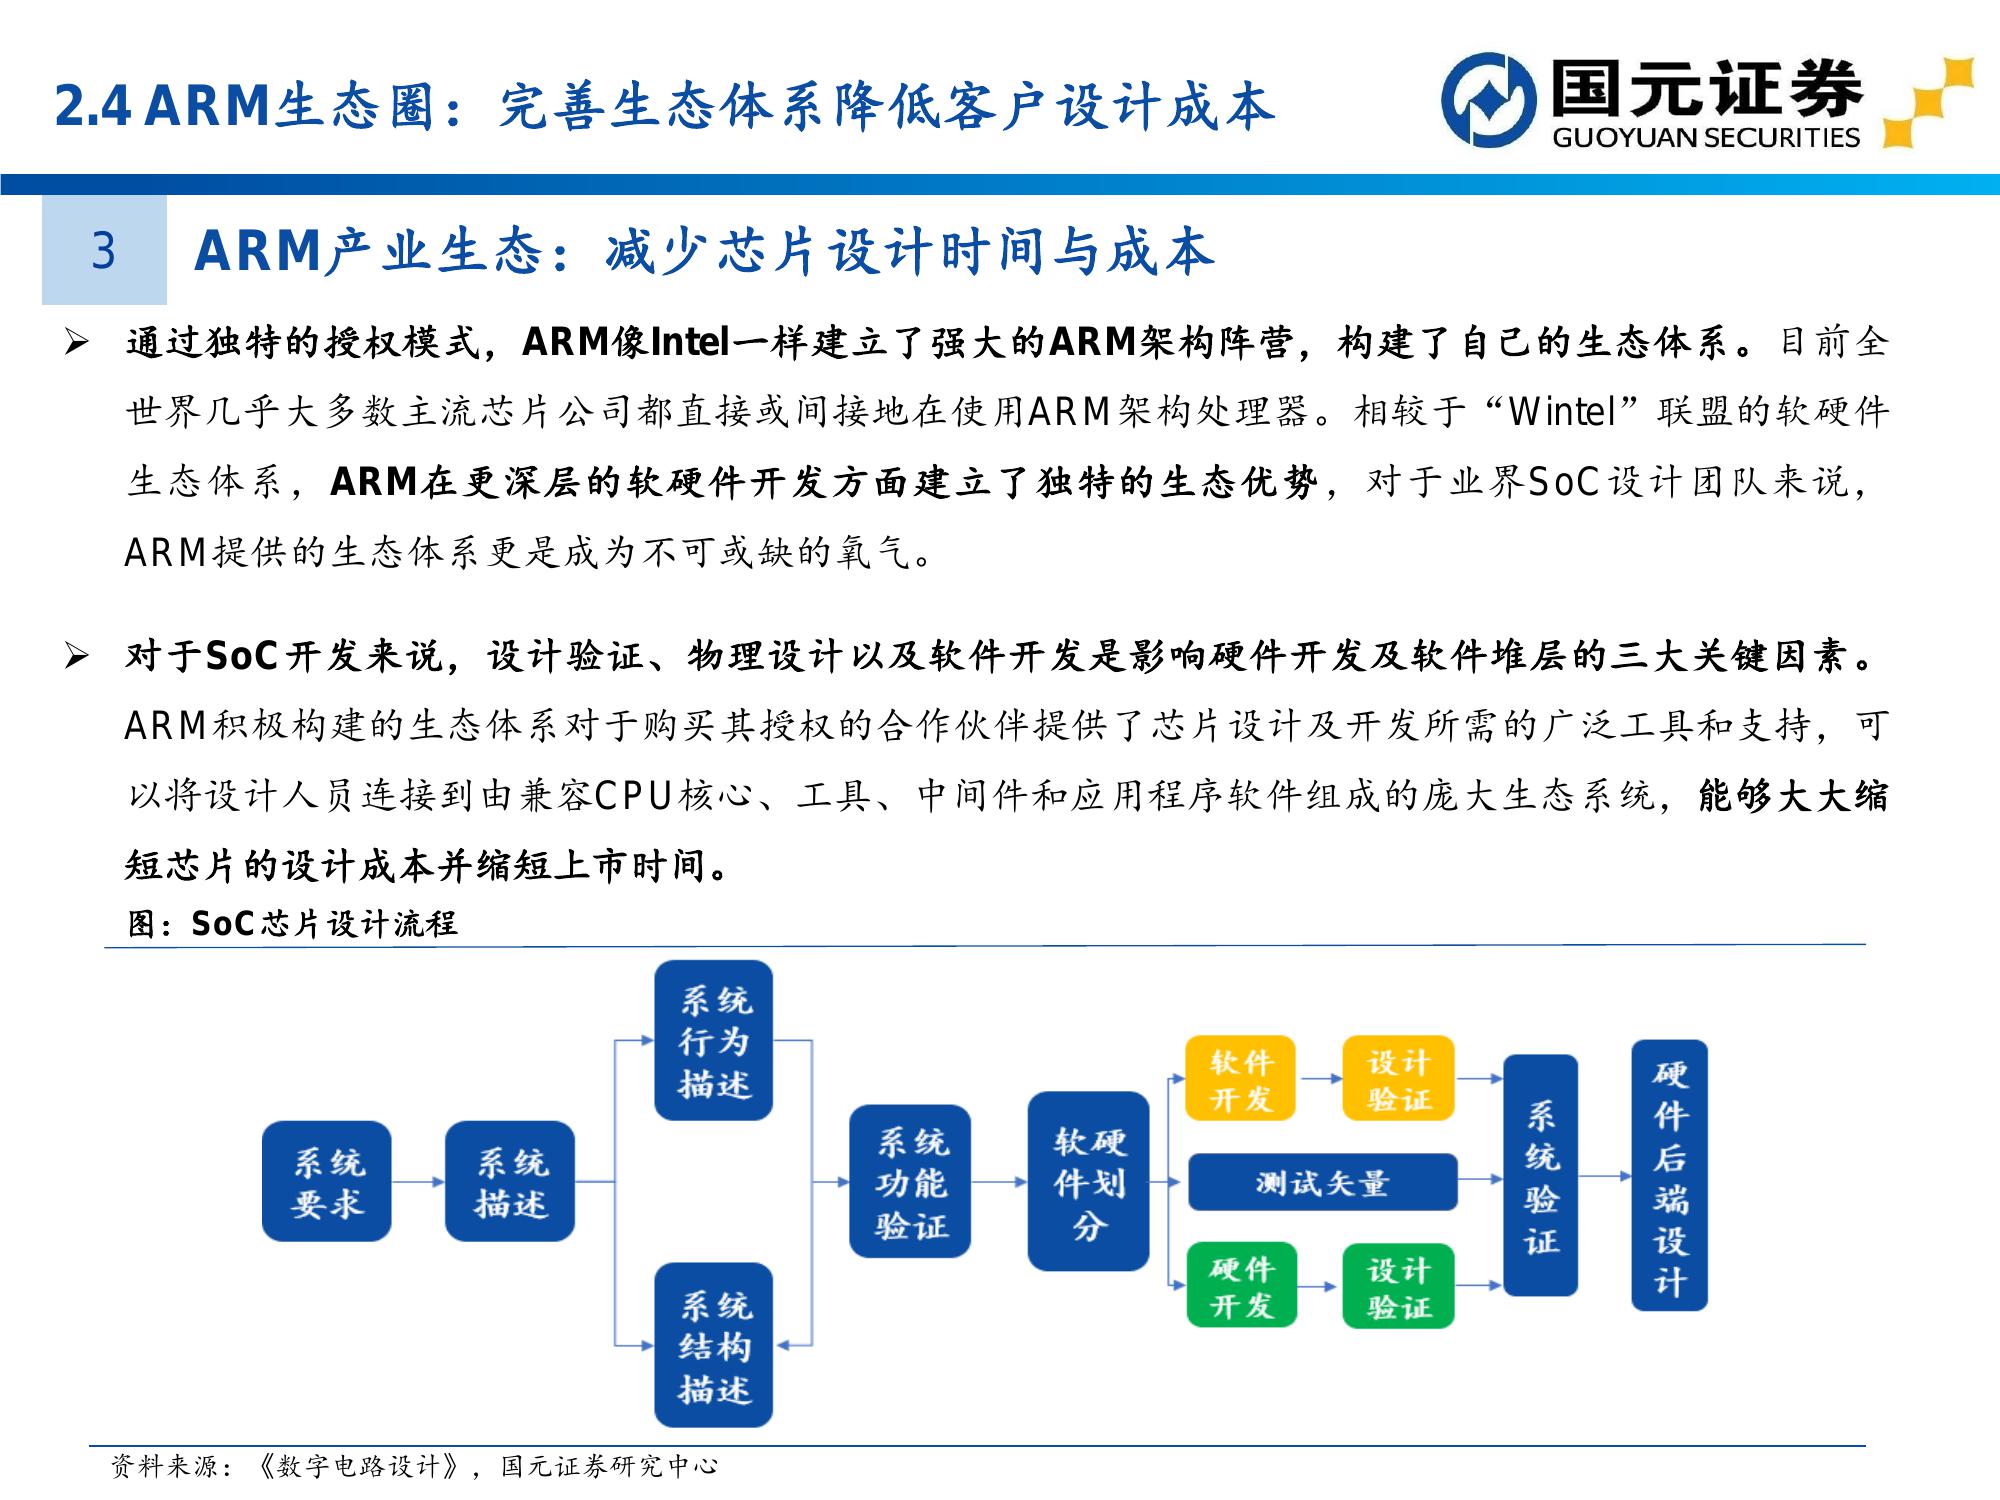 2.4 ARM生态圈：完善生态体系降低客户设计成本
国元证券
GUOYUAN SECURITIES
3
ARM产业生态：减少芯片设计时间与成本
➢ 通过独特的授权模式，ARM像Intel一样建立了强大的ARM架构阵营，构建了自己的生态体系。目前全
世界几乎大多数主流芯片公司都直接或间接地在使用ARM架构处理器。相较于“Wintel”联盟的软硬件
生态体系，ARM在更深层的软硬件开发方面建立了独特的生态优势，对于业界SoC设计团队来说，
ARM提供的生态体系更是成为不可或缺的氧气。
➢ 对于SoC开发来说，设计验证、物理设计以及软件开发是影响硬件开发及软件堆层的三大关键因素。
ARM积极构建的生态体系对于购买其授权的合作伙伴提供了芯片设计及开发所需的广泛工具和支持，可
以将设计人员连接到由兼容CPU核心、工具、中间件和应用程序软件组成的庞大生态系统，能够大大缩
短芯片的设计成本并缩短上市时间。
图：SoC芯片设计流程
系统
要求
系统
描述
系统
行为
描述
系统
结构
描述
系统
功能
验证
软硬
件划
分
软件
开发
设计
验证
测试矢量
硬件
开发
设计
验证
系
统
验
证
硬
件
后
端
设
计
资料来源：《数字电路设计》，国元证券研究中心